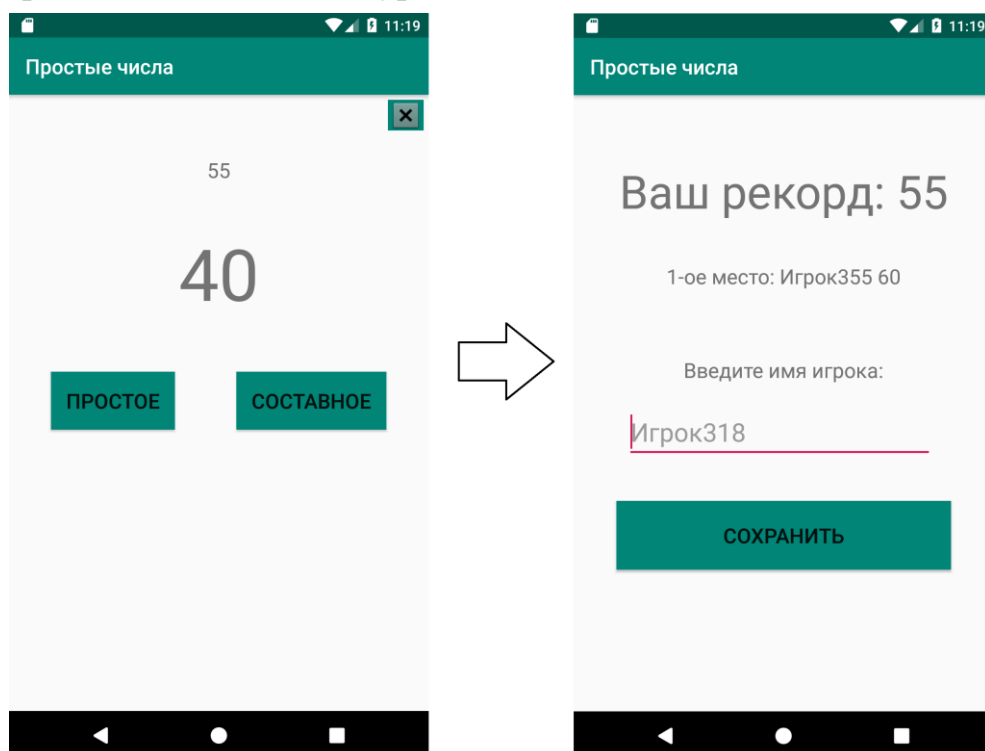 11:19
Простые числа
55
40
ПРОСТОЕ
СОСТАВНОЕ
11:19
Простые числа
Ваш рекорд: 55
1-ое место: Игрок355 60
Введите имя игрока:
Игрок318
СОХРАНИТЬ